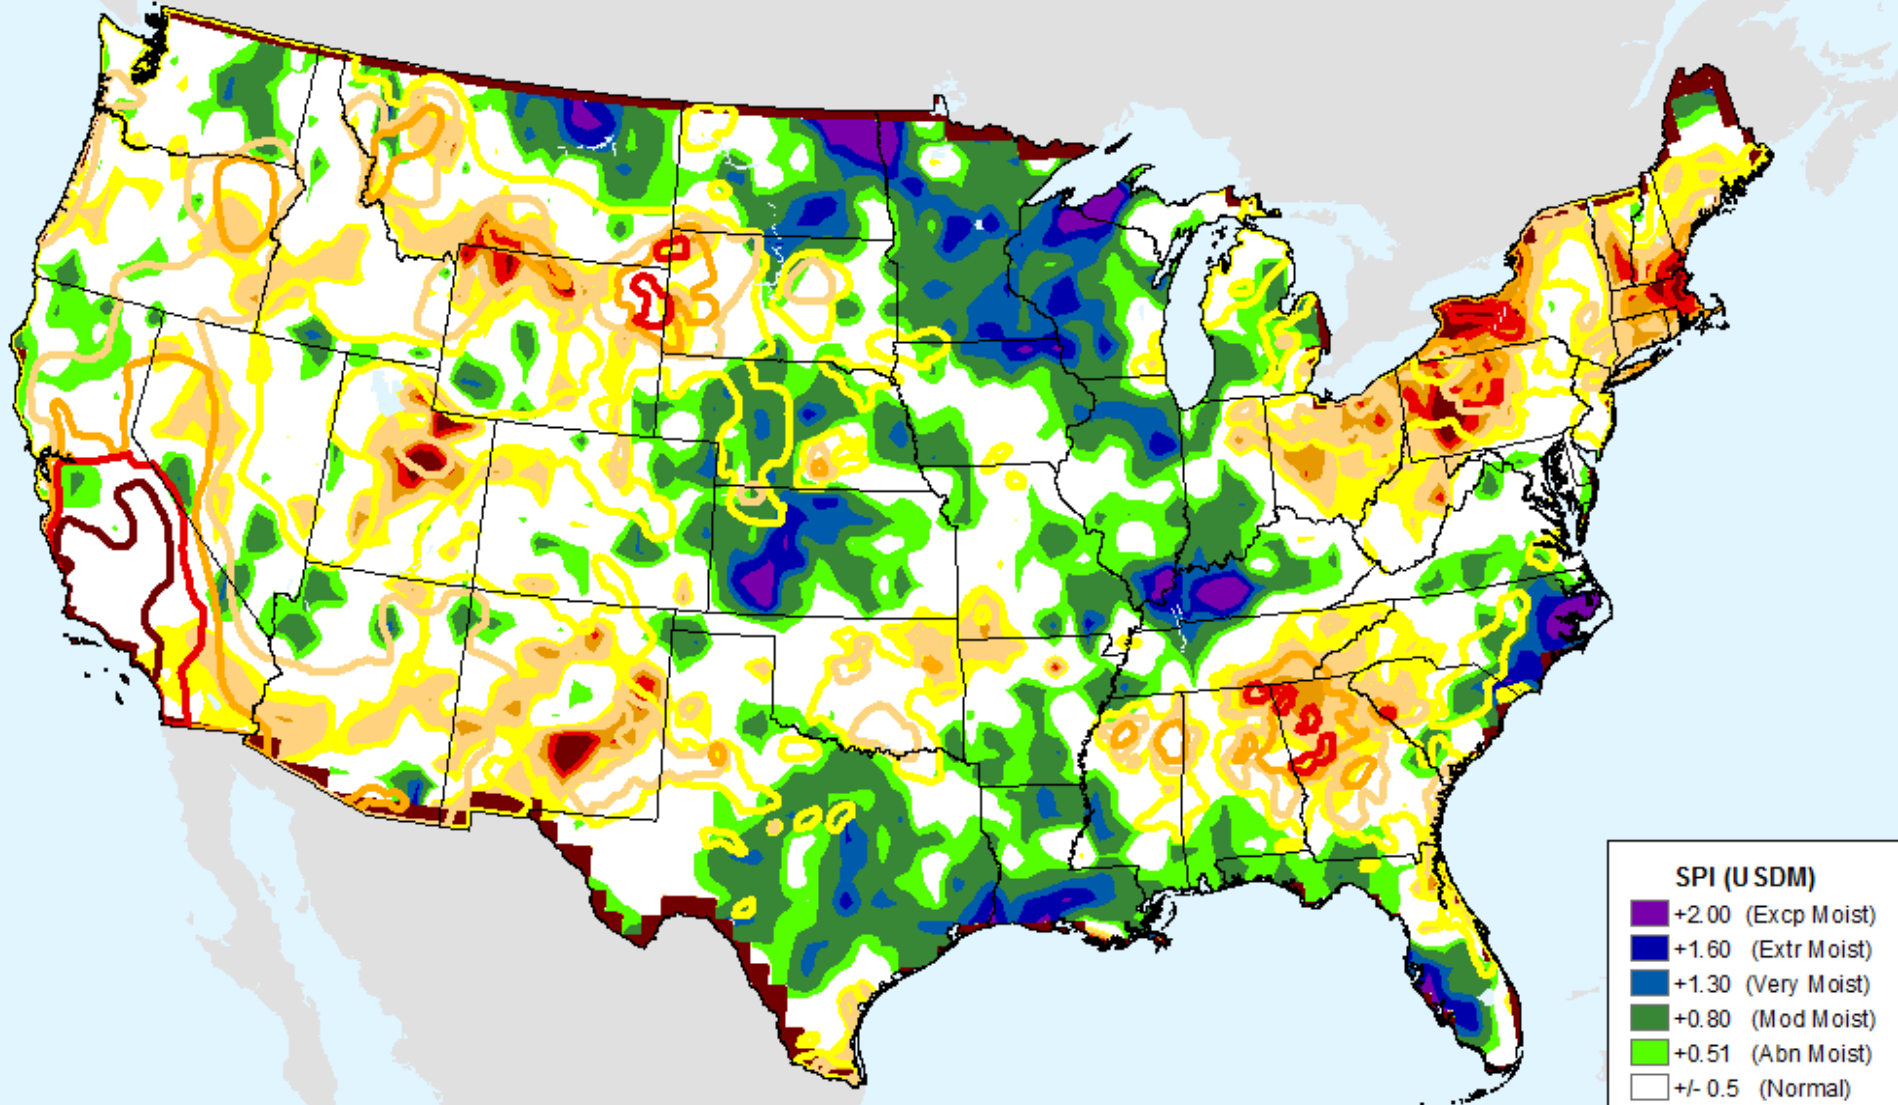 SPI (USDM)
+2.00 (Excp Moist)
+1.60 (Extr Moist)
+1.30 (Very Moist)
+0.80 (Mod Moist)
+0.51 (Abn Moist)
+/- 0.5 (Normal)